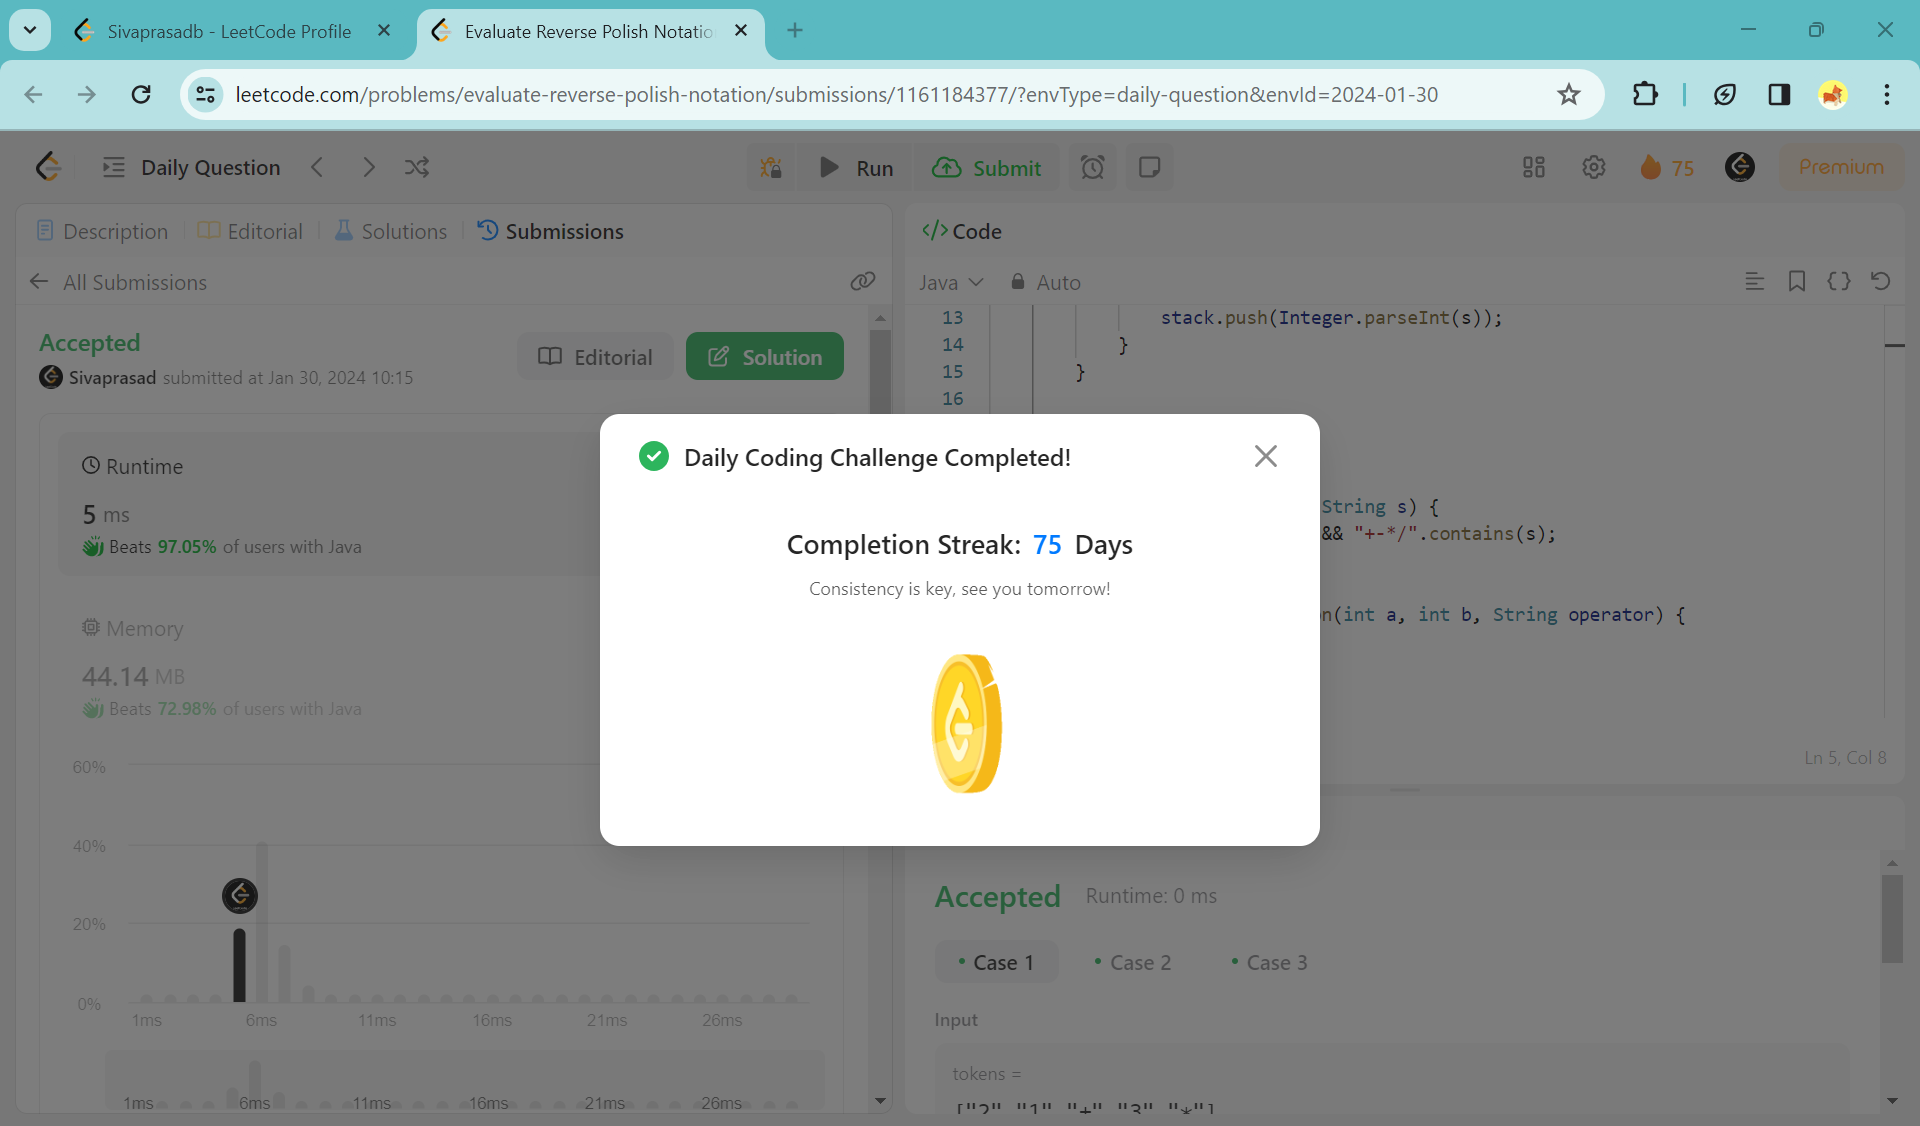 Sivaprasadb - LeetCode Profile
Evaluate Reverse Polish Notatio
leetcode.com/problems/evaluate-reverse-polish-notation/submissions/1161184377/?envType=daily-question&envId=2024-01-30
Daily Question
Run
Submit
75
Premium
Description
Editorial
Solutions
Submissions
All Submissions
Accepted
Sivaprasad submitted at Jan 30, 2024 10:15
Editorial
Solution
Runtime
5 ms
Beats 97.05% of users with Java
Memory
44.14 MB
Beats 72.98% of users with Java
60%
40%
20%
0%
1ms 6ms 11ms 16ms 21ms 26ms
1ms 6ms 11ms 16ms 21ms 26ms
Daily Coding Challenge Completed!
Completion Streak: 75 Days
Consistency is key, see you tomorrow!
</> Code
Java
Auto
13 stack.push(Integer.parseInt(s));
14 }
15 }
16
String s) {
&& "+-*/".contains(s);
n(int a, int b, String operator) {
Ln 5, Col 8
Accepted
Runtime: 0 ms
Case 1
Case 2
Case 3
Input
tokens =
["2","1","+","3","*"]